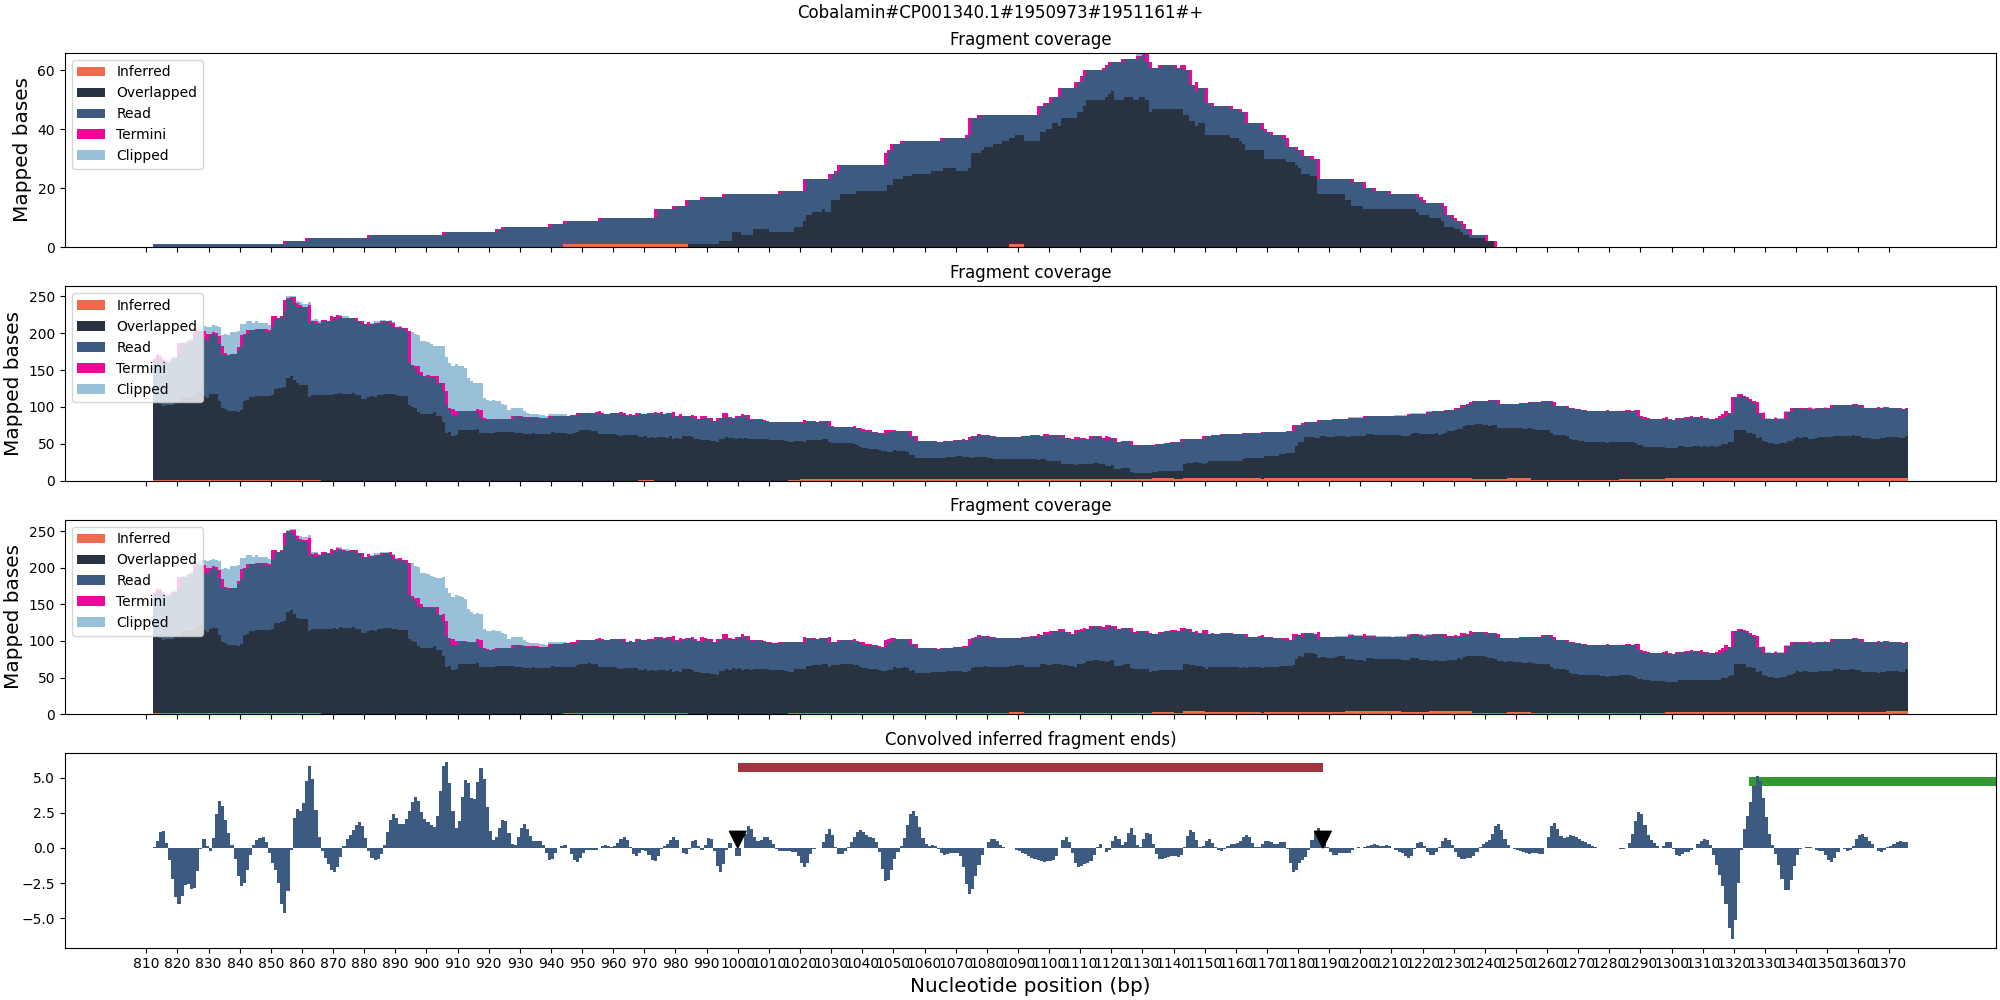 Cobalamin#CP001340.1#1950973#1951161#+
Fragment coverage
Mapped bases
60
40
20
0
Inferred
Overlapped
Read
Termini
Clipped
Fragment coverage
Mapped bases
250
200
150
100
50
0
Inferred
Overlapped
Read
Termini
Clipped
Fragment coverage
Mapped bases
250
200
150
100
50
0
Inferred
Overlapped
Read
Termini
Clipped
Convolved inferred fragment ends)
5.0
2.5
0.0
−2.5
−5.0
810 820 830 840 850 860 870 880 890 900 910 920 930 940 950 960 970 980 990 1000 1010 1020 1030 1040 1050 1060 1070 1080 1090 1100 1110 1120 1130 1140 1150 1160 1170 1180 1190 1200 1210 1220 1230 1240 1250 1260 1270 1280 1290 1300 1310 1320 1330 1340 1350 1360 1370
Nucleotide position (bp)